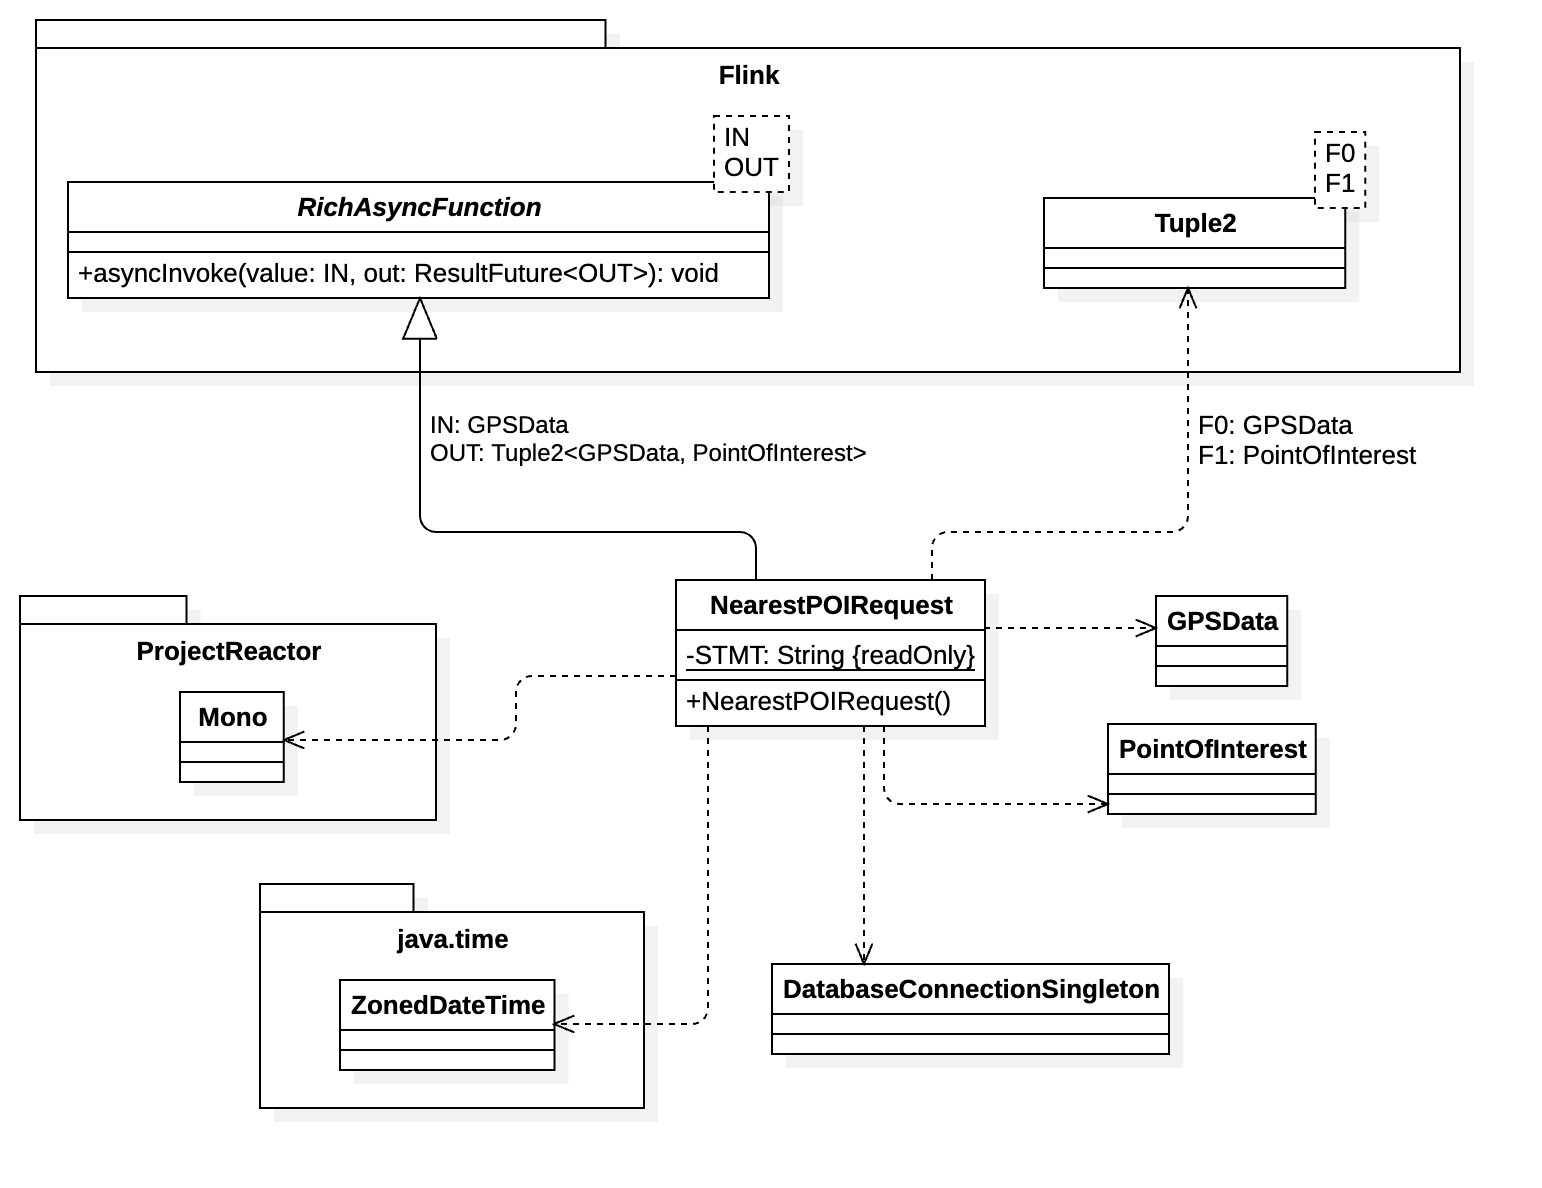 Flink
IN
OUT
RichAsyncFunction
+asyncInvoke(value: IN, out: ResultFuture<OUT>): void
F0
F1
Tuple2
IN: GPSData
OUT: Tuple2<GPSData, PointOfInterest>
F0: GPSData
F1: PointOfInterest
NearestPOIRequest
-STMT: String {readOnly}
+NearestPOIRequest()
GPSData
ProjectReactor
Mono
PointOfInterest
java.time
ZonedDateTime
DatabaseConnectionSingleton